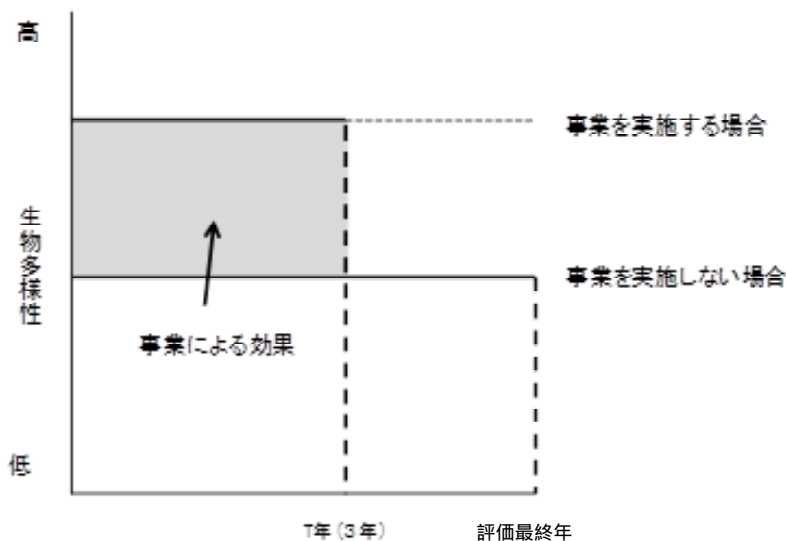 高
事業を実施する場合
生物多様性
事業を実施しない場合
事業による効果
低
T年(3年)
評価最終年